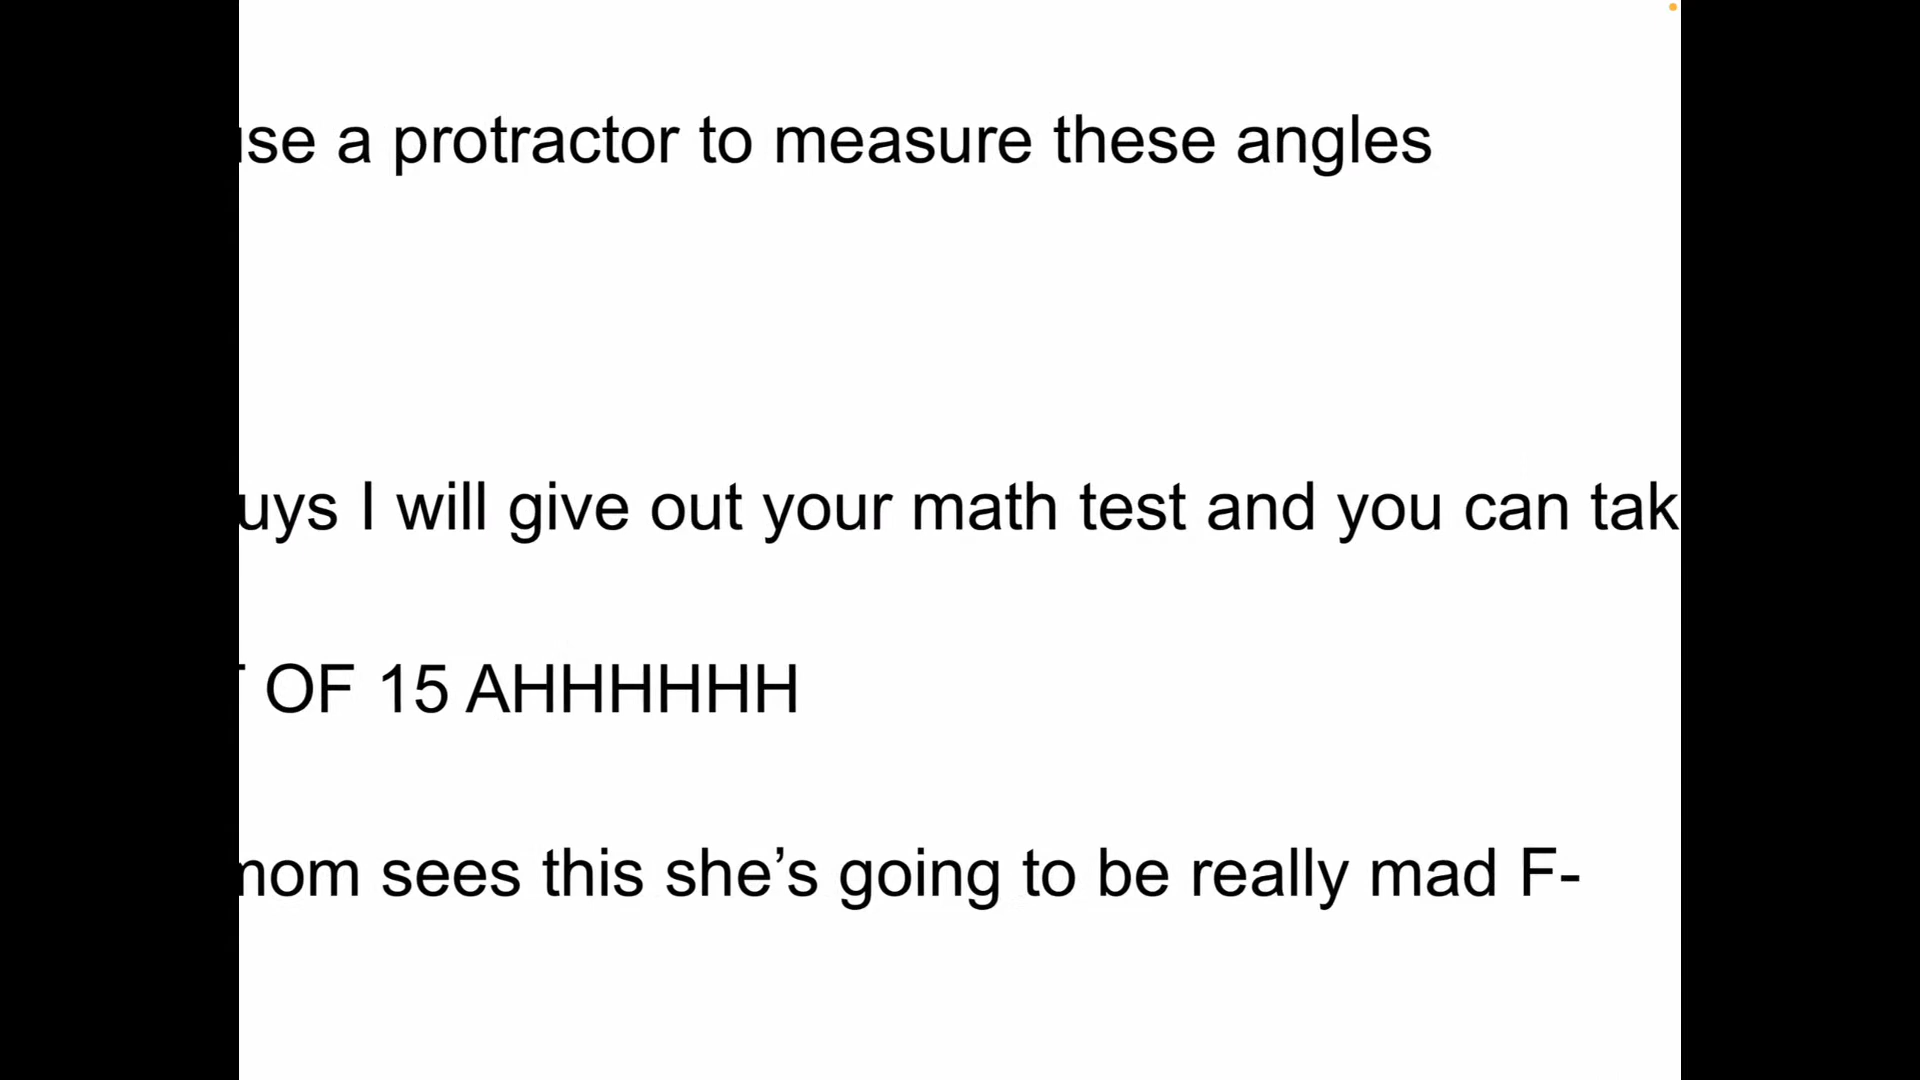 se a protractor to measure these angles
uys I will give out your math test and you can tak
OF 15 AHHHHHH
mom sees this she’s going to be really mad F-